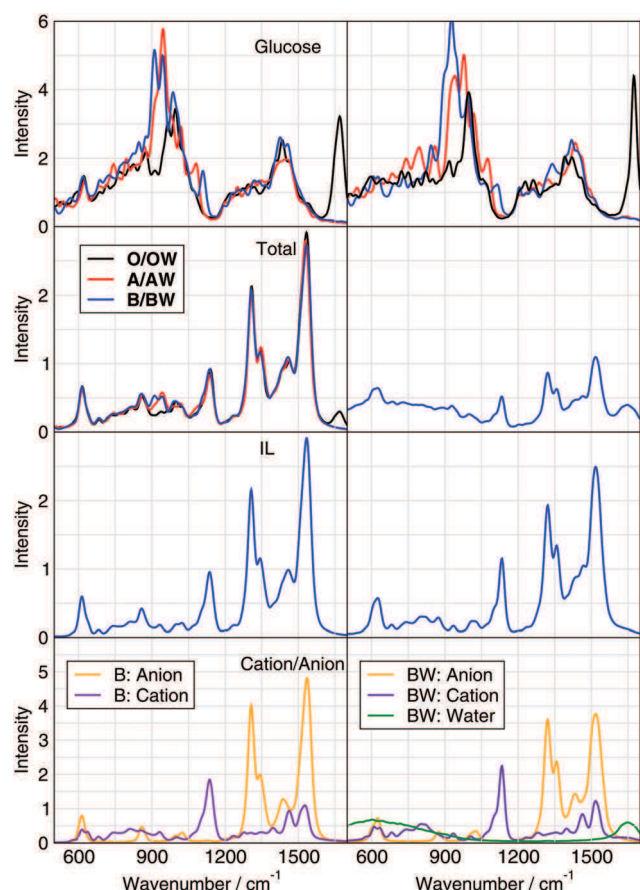 6
Glucose
Intensity
4
2
0
Total
O/OW
A/AW
B/BW
Intensity
2
1
0
IL
Intensity
2
1
0
Cation/Anion
B: Anion
B: Cation
BW: Anion
BW: Cation
BW: Water
Intensity
5
4
3
2
1
0
600 900 1200 1500 600 900 1200 1500
Wavenumber / cm-1 Wavenumber / cm-1